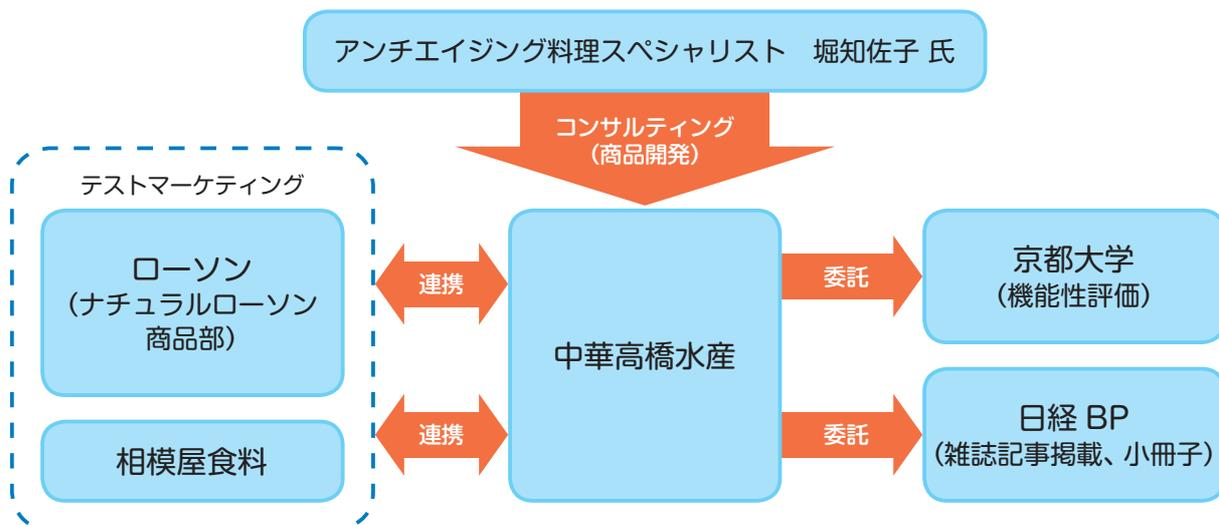 アンチエイジング料理スペシャリスト　堀知佐子 氏
コンサルティング
（商品開発）
テストマーケティング
ローソン
（ナチュラルローソン
商品部）
相模屋食料
連携
連携
中華高橋水産
委託
委託
京都大学
（機能性評価）
日経 BP
（雑誌記事掲載、小冊子）